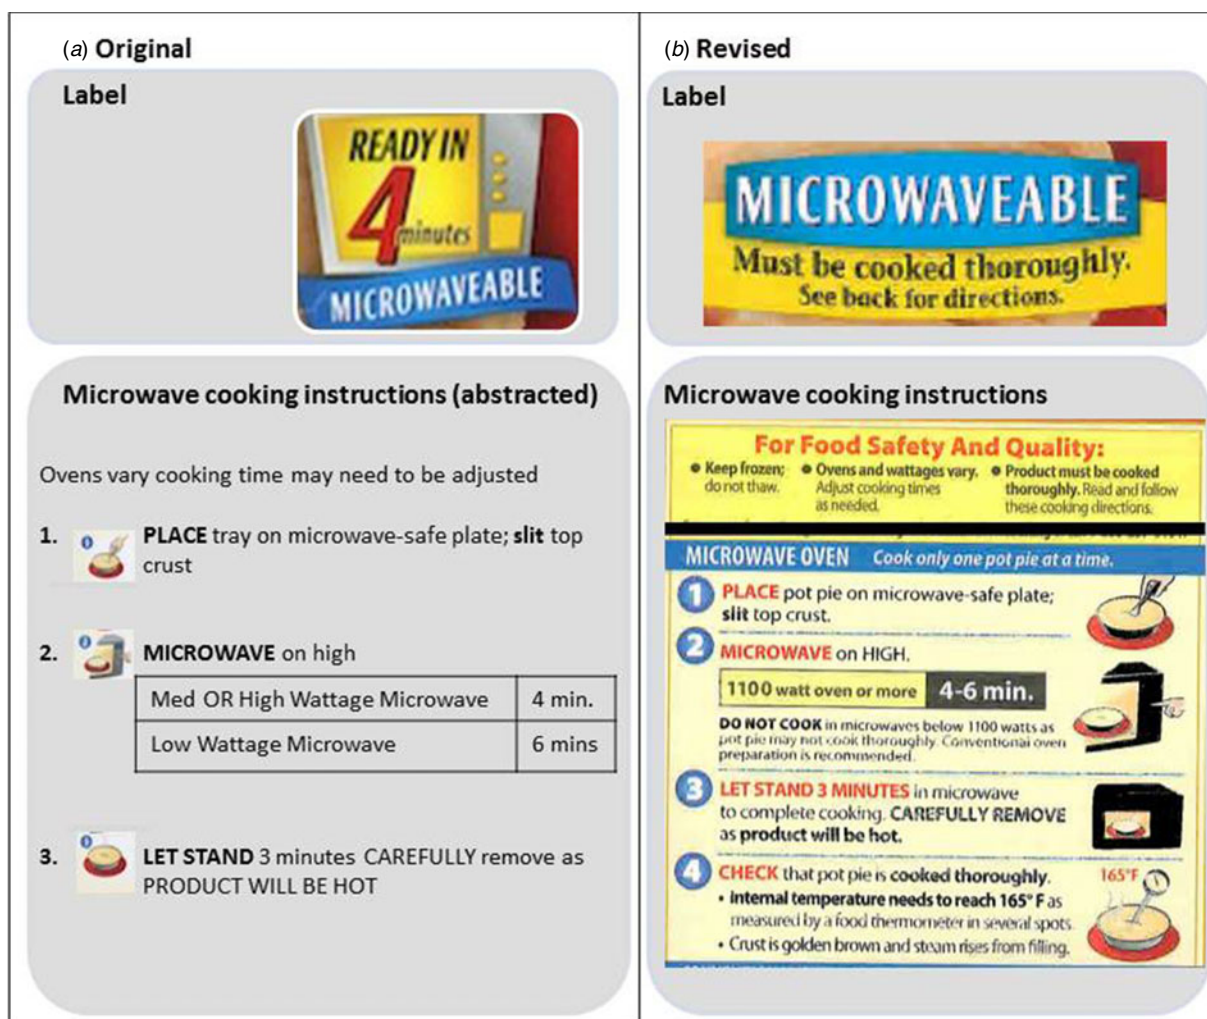 (a) Original
Label
READY IN
4
minutes
MICROWAVEABLE
Microwave cooking instructions (abstracted)
Ovens vary cooking time may need to be adjusted
1. PLACE tray on microwave-safe plate; slit top
crust
2. MICROWAVE on high
Med OR High Wattage Microwave 4 min.
Low Wattage Microwave 6 mins
3. LET STAND 3 minutes CAREFULLY remove as
PRODUCT WILL BE HOT
(b) Revised
Label
MICROWAVEABLE
Must be cooked thoroughly.
See back for directions.
Microwave cooking instructions
For Food Safety And Quality:
• Keep frozen;
do not thaw.
• Ovens and wattages vary.
Adjust cooking times
as needed.
• Product must be cooked
thoroughly. Read and follow
these cooking directions.
MICROWAVE OVEN Cook only one pot pie at a time.
1 PLACE pot pie on microwave-safe plate;
slit top crust.
2 MICROWAVE on HIGH.
1100 watt oven or more 4-6 min.
DO NOT COOK in microwaves below 1100 watts as
pot pie may not cook thoroughly. Conventional oven
preparation is recommended.
3 LET STAND 3 MINUTES in microwave
to complete cooking. CAREFULLY REMOVE
as product will be hot.
4 CHECK that pot pie is cooked thoroughly.
165°F
• Internal temperature needs to reach 165° F as
measured by a food thermometer in several spots.
• Crust is golden brown and steam rises from filling.